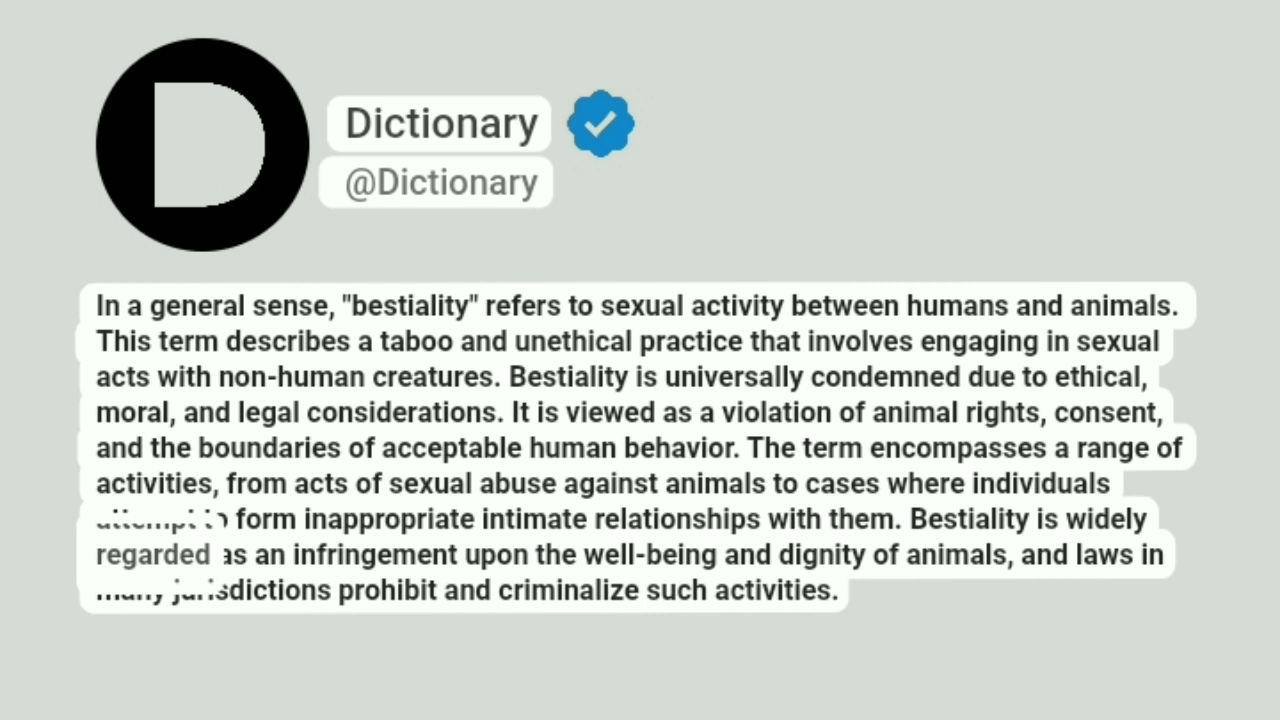 D
Dictionary
@Dictionary
In a general sense, "bestiality" refers to sexual activity between humans and animals.
This term describes a taboo and unethical practice that involves engaging in sexual
acts with non-human creatures. Bestiality is universally condemned due to ethical,
moral, and legal considerations. It is viewed as a violation of animal rights, consent,
and the boundaries of acceptable human behavior. The term encompasses a range of
activities, from acts of sexual abuse against animals to cases where individuals
attempt to form inappropriate intimate relationships with them. Bestiality is widely
regarded as an infringement upon the well-being and dignity of animals, and laws in
many jurisdictions prohibit and criminalize such activities.